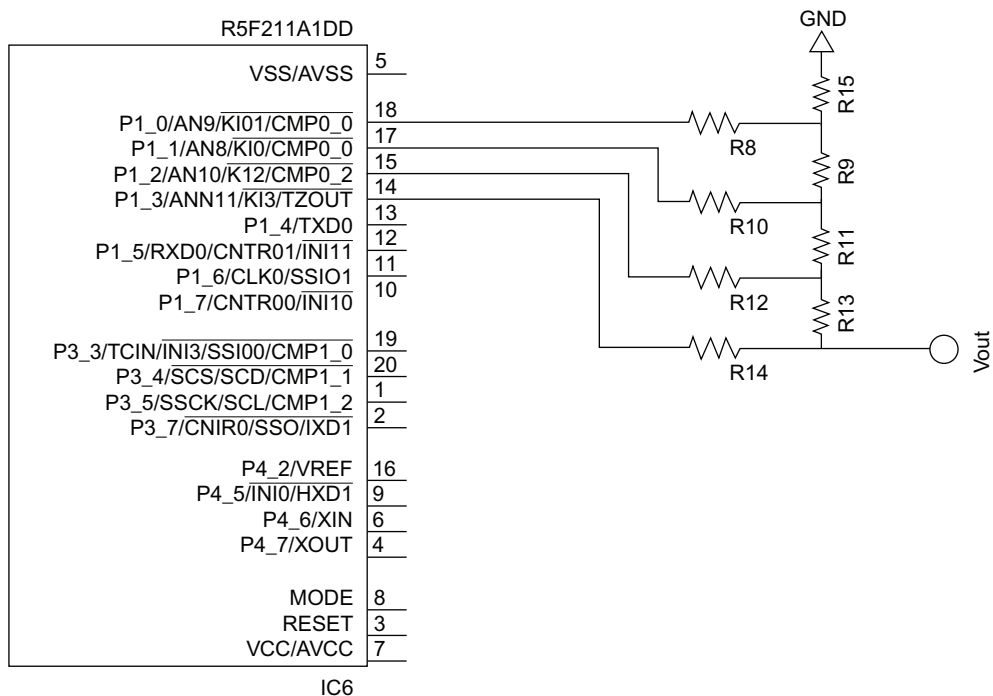 R5F211A1DD
VSS/AVSS 5
P1_0/AN9/KI01/CMP0_0 18
P1_1/AN8/KI0/CMP0_0 17
P1_2/AN10/K12/CMP0_2 15
P1_3/ANN11/KI3/TZOUT 14
P1_4/TXD0 13
P1_5/RXD0/CNTR01/INI11 12
P1_6/CLK0/SSIO1 11
P1_7/CNTR00/INI10 10
P3_3/TCIN/INI3/SSI00/CMP1_0 19
P3_4/SCS/SCD/CMP1_1 20
P3_5/SSCK/SCL/CMP1_2 1
P3_7/CNIR0/SSO/IXD1 2
P4_2/VREF 16
P4_5/INI0/HXD1 9
P4_6/XIN 6
P4_7/XOUT 4
MODE 8
RESET 3
VCC/AVCC 7
IC6
GND
R15
R8
R9
R10
R11
R12
R13
R14
Vout